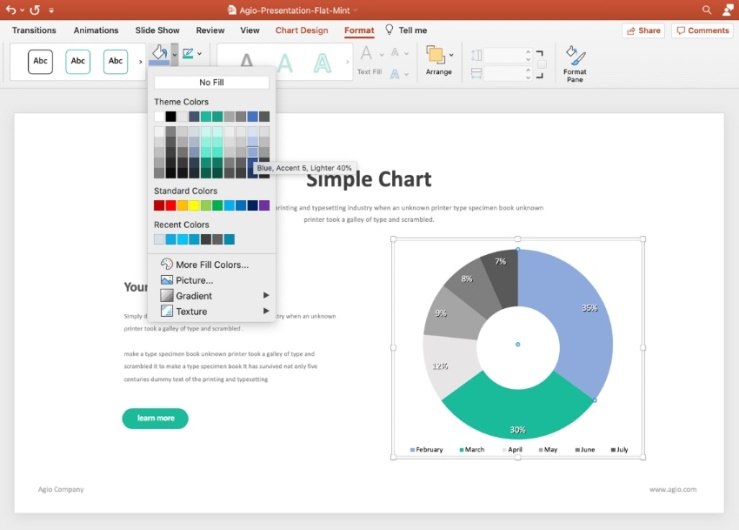 Agio-Presentation-Flat-Mint
Transitions Animations Slide Show Review View Chart Design Format Tell me
Share Comments
Abc Abc Abc
A A A
Text Fill
Arrange
Format
Pane
No Fill
Theme Colors
Blue, Accent 5, Lighter 40%
Standard Colors
Recent Colors
More Fill Colors...
Picture...
Gradient
Texture
Simple Chart
printing and typesetting industry when an unknown printer type specimen book unknown
printer took a galley of type and scrambled.
Your
Simply d
try when an unknown
printer took a galley of type and scrambled
make a type specimen book unknown printer took a galley of type and
scrambled it to make a type specimen book It has survived not only five
centuries dummy text of the printing and typesetting
learn more
7%
8%
9%
12%
35%
30%
February March April May June July
Agio Company
www.agio.com